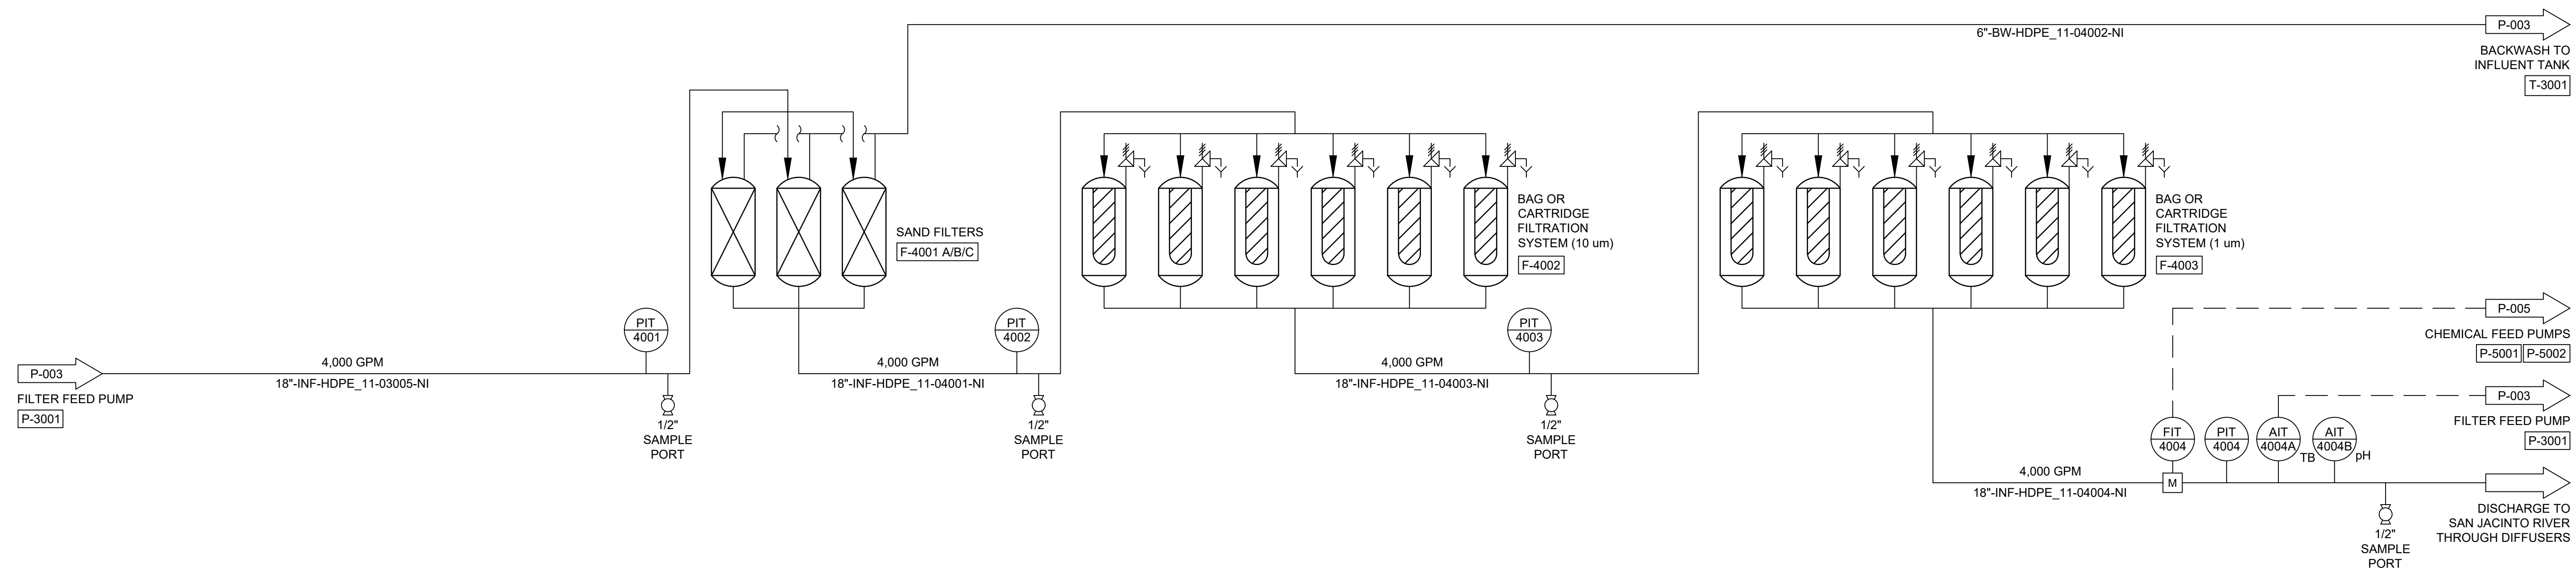 P-003
6"-BW-HDPE_11-04002-NI
BACKWASH TO
INFLUENT TANK
T-3001
SAND FILTERS
F-4001 A/B/C
BAG OR
CARTRIDGE
FILTRATION
SYSTEM (10 um)
F-4002
BAG OR
CARTRIDGE
FILTRATION
SYSTEM (1 um)
F-4003
P-003
FILTER FEED PUMP
P-3001
4,000 GPM
18"-INF-HDPE_11-03005-NI
PIT
4001
1/2"
SAMPLE
PORT
4,000 GPM
18"-INF-HDPE_11-04001-NI
PIT
4002
1/2"
SAMPLE
PORT
4,000 GPM
18"-INF-HDPE_11-04003-NI
PIT
4003
1/2"
SAMPLE
PORT
P-005
CHEMICAL FEED PUMPS
P-5001 P-5002
P-003
FILTER FEED PUMP
P-3001
4,000 GPM
18"-INF-HDPE_11-04004-NI
FIT
4004
M
PIT
4004
AIT
4004A
TB
AIT
4004B
pH
1/2"
SAMPLE
PORT
DISCHARGE TO
SAN JACINTO RIVER
THROUGH DIFFUSERS